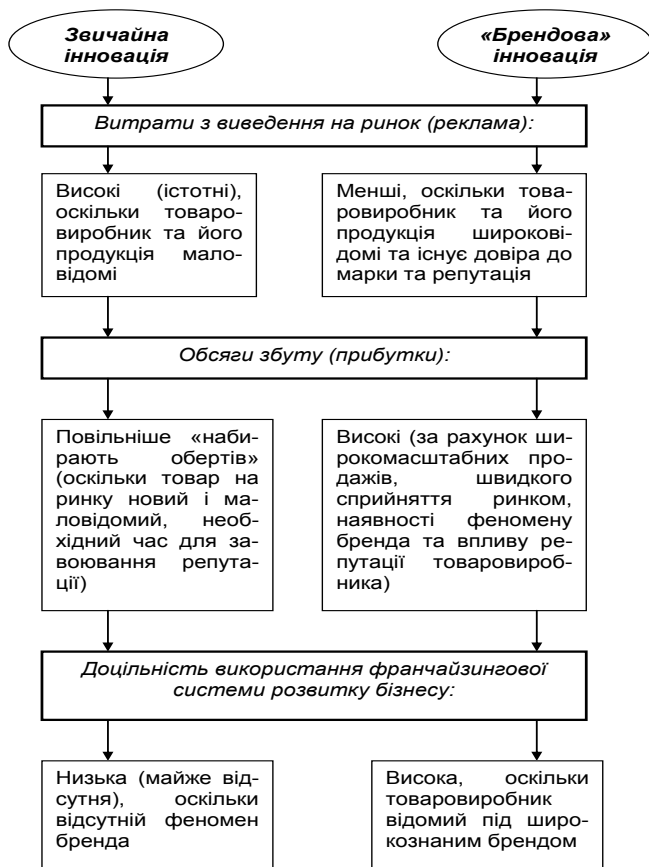 Звичайна
інновація
«Брендова»
інновація
Витрати з виведення на ринок (реклама):
Високі (істотні),
оскільки товаро-
виробник та його
продукція мало-
відомі
Менші, оскільки това-
ровиробник та його
продукція широкові-
домі та існує довіра до
марки та репутація
Обсяги збуту (прибутки):
Повільніше «наби-
рають обертів»
(оскільки товар на
ринку новий і ма-
ловідомий, необ-
хідний час для за-
воювання репута-
ції)
Високі (за рахунок ши-
рокомасштабних про-
дажів, швидкого
сприйняття ринком,
наявності феномену
бренда та впливу ре-
путації товаровироб-
ника)
Доцільність використання франчайзингової
системи розвитку бізнесу:
Низька (майже від-
сутня), оскільки
відсутній феномен
бренда
Висока, оскільки
товаровиробник
відомий під широ-
кознаним брендом